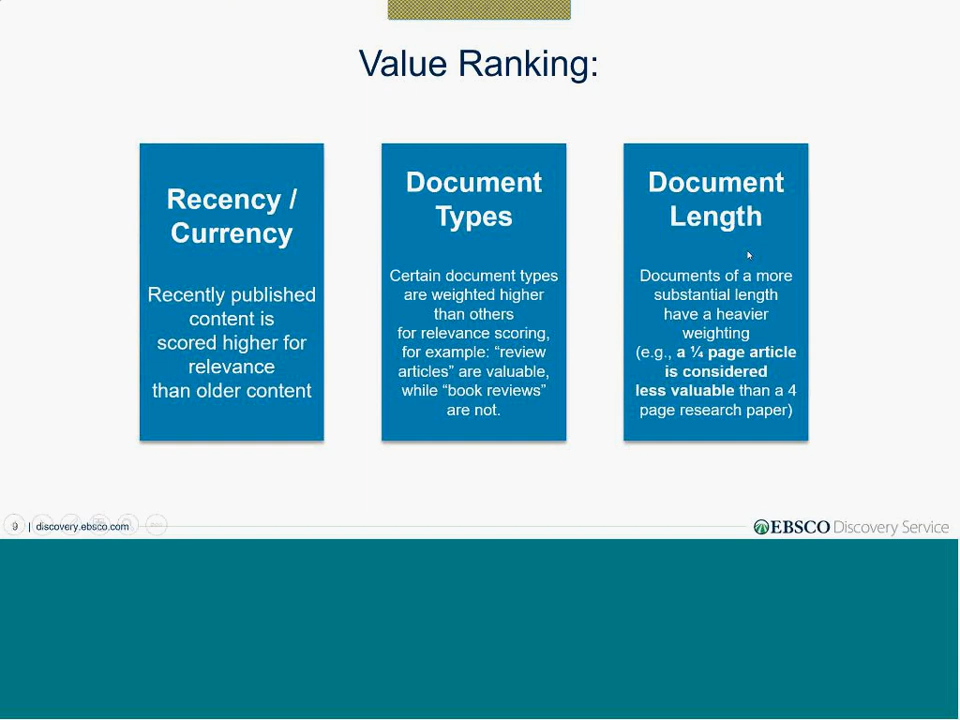 Value Ranking:
Recency /
Currency
Recently published
content is
scored higher for
relevance
than older content
Document
Types
Certain document types
are weighted higher
than others
for relevance scoring,
for example: “review
articles” are valuable,
while “book reviews”
are not.
Document
Length
Documents of a more
substantial length
have a heavier
weighting
(e.g., a ¼ page article
is considered
less valuable than a 4
page research paper)
9 | discovery.ebsco.com
EBSCO Discovery Service